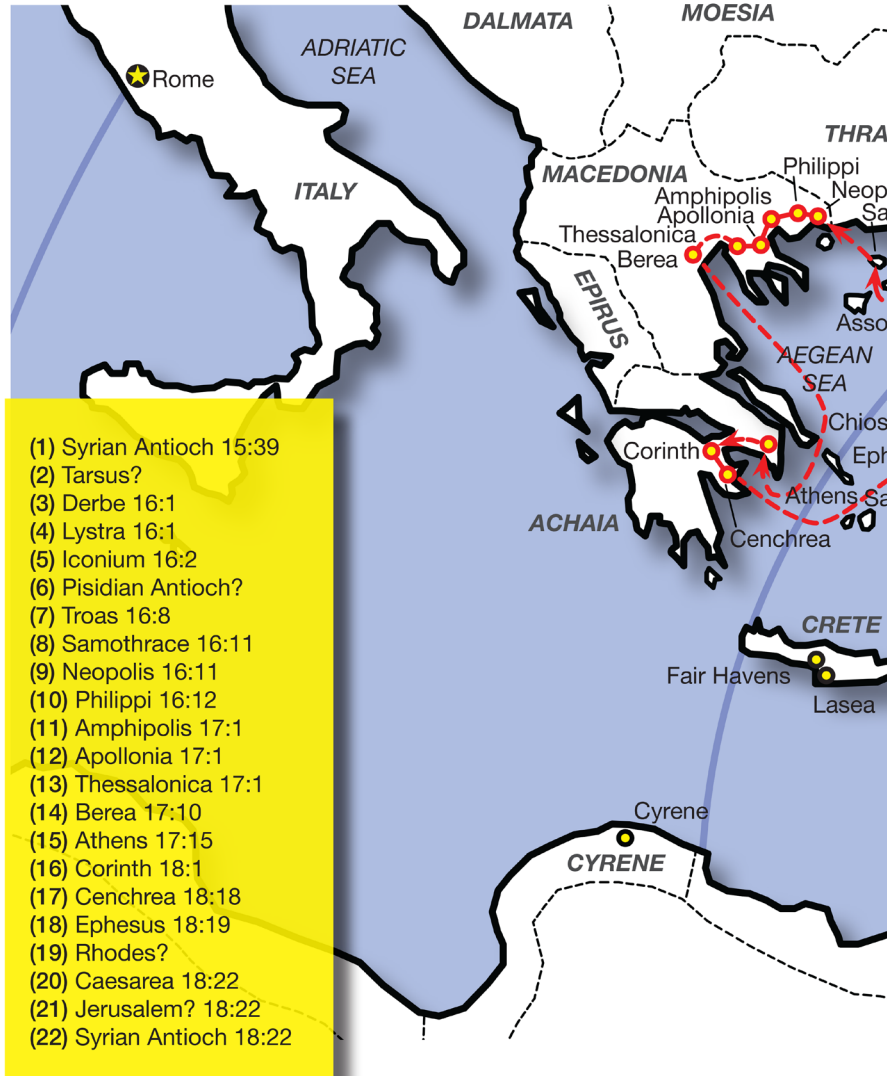 DALMATA
MOESIA
ADRIATIC
SEA
Rome
THRA
ITALY
MACEDONIA
Philippi
Amphipolis
Neop
Apollonia
Sa
Thessalonica
Berea
EPIRUS
Asso
AEGEAN
SEA
Chios
Corinth
Eph
Athens
Sa
ACHAIA
Cenchrea
CRETE
Fair Havens
Lasea
Cyrene
CYRENE
(1) Syrian Antioch 15:39
(2) Tarsus?
(3) Derbe 16:1
(4) Lystra 16:1
(5) Iconium 16:2
(6) Pisidian Antioch?
(7) Troas 16:8
(8) Samothrace 16:11
(9) Neopolis 16:11
(10) Philippi 16:12
(11) Amphipolis 17:1
(12) Apollonia 17:1
(13) Thessalonica 17:1
(14) Berea 17:10
(15) Athens 17:15
(16) Corinth 18:1
(17) Cenchrea 18:18
(18) Ephesus 18:19
(19) Rhodes?
(20) Caesarea 18:22
(21) Jerusalem? 18:22
(22) Syrian Antioch 18:22